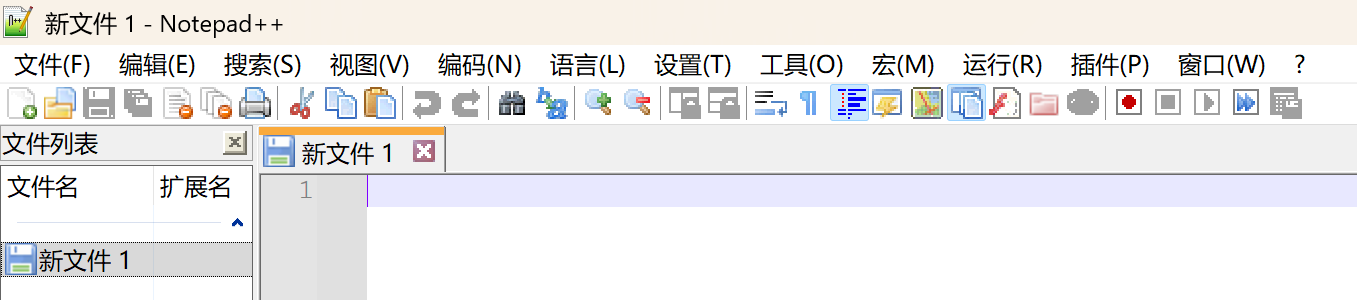 新文件 1 - Notepad++
文件(F) 编辑(E) 搜索(S) 视图(V) 编码(N) 语言(L) 设置(T) 工具(O) 宏(M) 运行(R) 插件(P) 窗口(W) ?
文件列表
新文件 1
文件名 扩展名
1
新文件 1